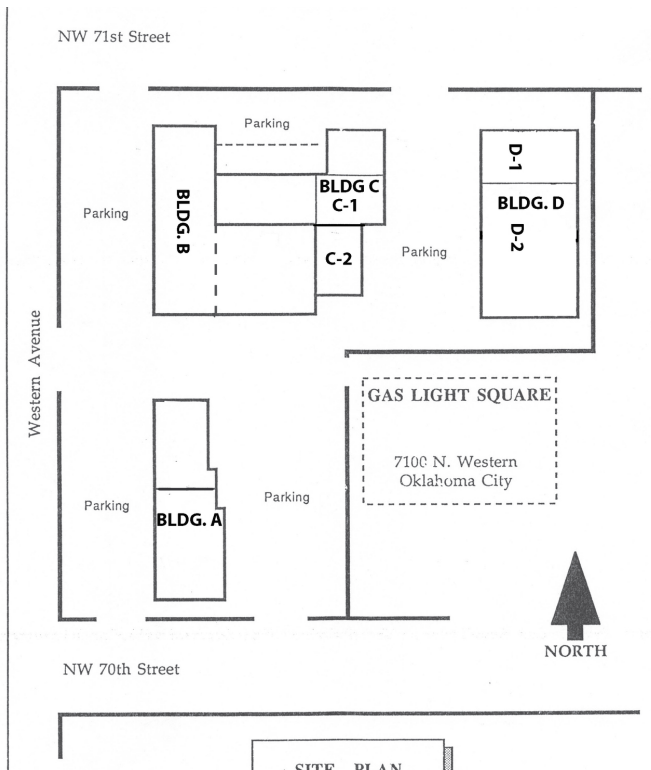 NW 71st Street
Parking
Parking
BLDG. B
BLDG C
C-1
C-2
Parking
D-1
BLDG. D
D-2
Western Avenue
GAS LIGHT SQUARE
7100 N. Western
Oklahoma City
Parking
BLDG. A
Parking
NORTH
NW 70th Street
SITE PLAN